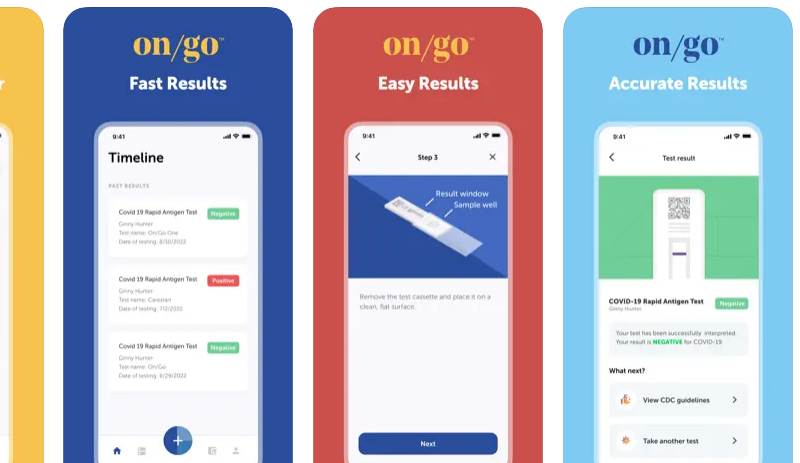 r
on/go™
Fast Results
9:41
Timeline
PAST RESULTS
Covid 19 Rapid Antigen Test
Negative
Ginny Hunter
Test name: On/Go One
Date of testing: 8/30/2022
Covid 19 Rapid Antigen Test
Positive
Ginny Hunter
Test name: Carestart
Date of testing: 7/2/2022
Covid 19 Rapid Antigen Test
Negative
Ginny Hunter
Test name: On/Go
Date of testing: 6/29/2022
on/go™
Easy Results
9:41
Step 3
Result window
Sample well
Remove the test cassette and place it on a
clean, flat surface.
Next
on/go™
Accurate Results
9:41
Test result
COVID-19 Rapid Antigen Test
Negative
Ginny Hunter
Your test has been successfully interpreted.
Your result is NEGATIVE for COVID-19
What next?
View CDC guidelines
Take another test